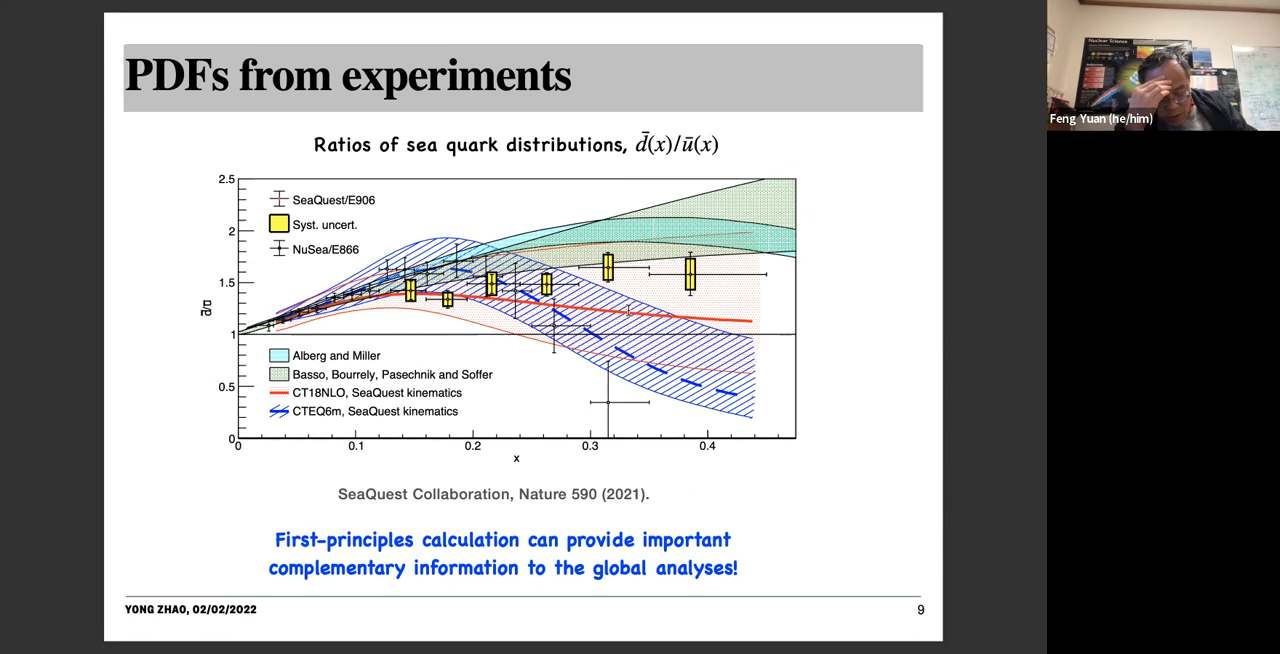 PDFs from experiments
Ratios of sea quark distributions, d̄(x)/ū(x)
2.5
2
1.5
1
0.5
0
d̄/ū
SeaQuest/E906
Syst. uncert.
NuSea/E866
Alberg and Miller
Basso, Bourrely, Pasechnik and Soffer
CT18NLO, SeaQuest kinematics
CTEQ6m, SeaQuest kinematics
0 0.1 0.2 0.3 0.4
x
SeaQuest Collaboration, Nature 590 (2021).
First-principles calculation can provide important
complementary information to the global analyses!
YONG ZHAO, 02/02/2022
9
Nuclear Science
Feng Yuan (he/him)